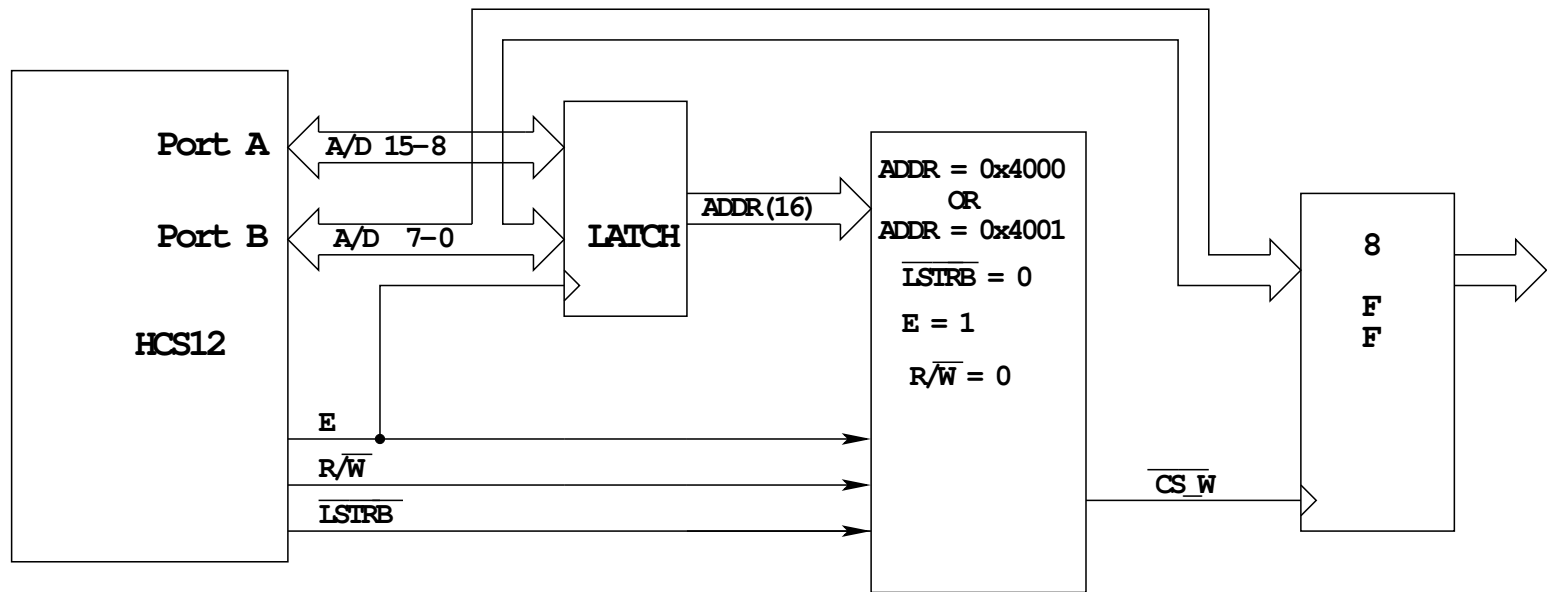 Port A
A/D 15-8
Port B
A/D 7-0
HCS12
LATCH
ADDR(16)
ADDR = 0x4000
OR
ADDR = 0x4001
LSTRB = 0
E = 1
R/W = 0
8
F
F
E
R/W
LSTRB
CS_W